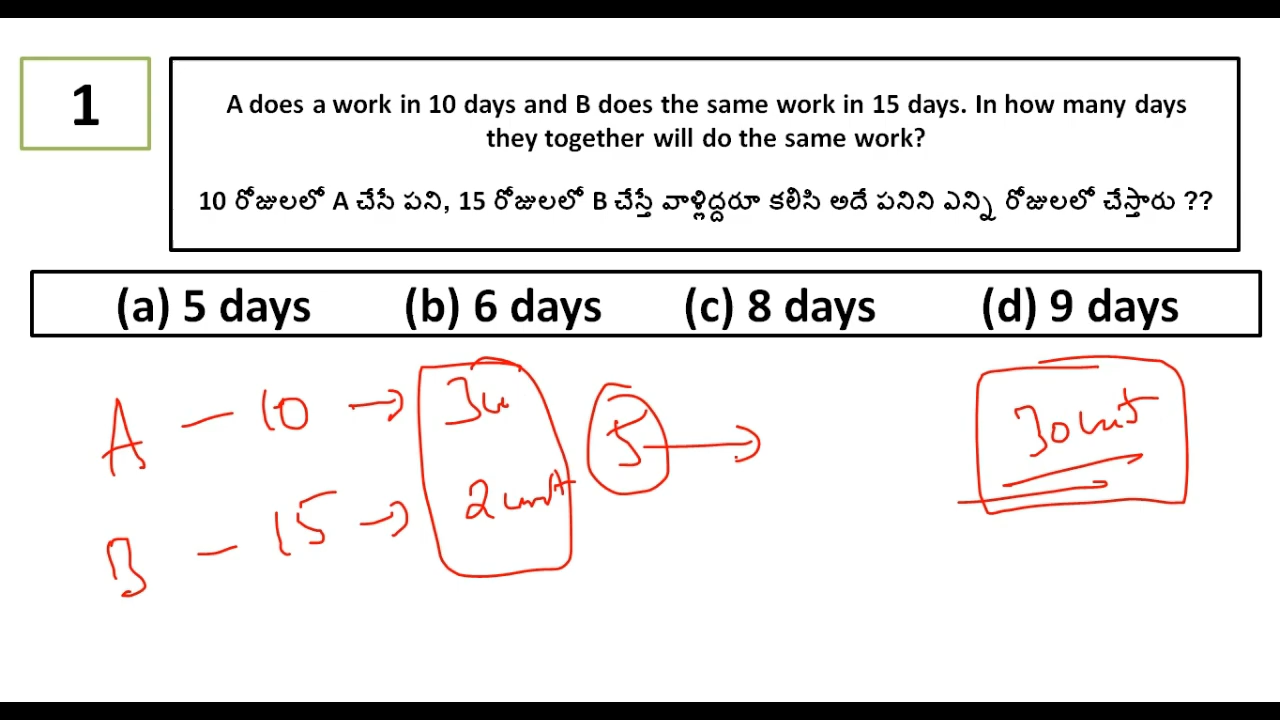 1
A does a work in 10 days and B does the same work in 15 days. In how many days
they together will do the same work?
10 రోజులలో A చేసే పని, 15 రోజులలో B చేస్తే వాళ్లిద్దరూ కలిసి అదే పనిని ఎన్ని రోజులలో చేస్తారు ??
(a) 5 days (b) 6 days (c) 8 days (d) 9 days
A - 10 → 3u 5 → 30 unit
B - 15 → 2 unit